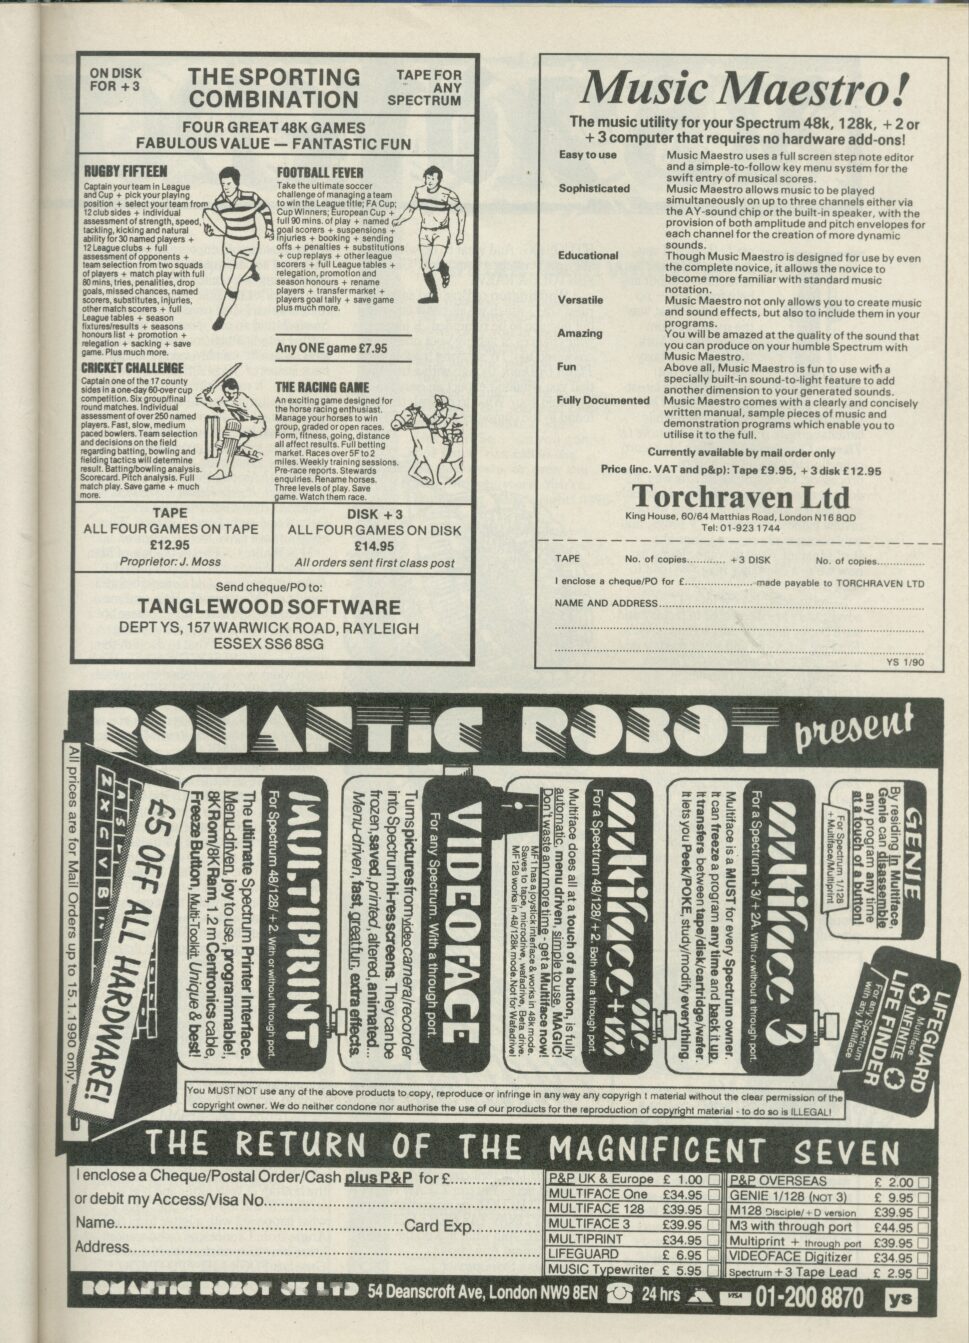 ON DISK
FOR +3
THE SPORTING
COMBINATION
TAPE FOR
ANY
SPECTRUM
FOUR GREAT 48K GAMES
FABULOUS VALUE — FANTASTIC FUN
RUGBY FIFTEEN
Captain your team in League
and Cup + pick your playing
position + select your team from
12 club sides + individual
assessment of strength, speed,
tackling, kicking and natural
ability for 30 named players +
12 League clubs + full
assessment of opponents +
team selection from two squads
of players + match play with full
80 mins, tries, penalties, drop
goals, missed chances, named
scorers, substitutes, injuries,
other match scorers + full
League tables + season
fixtures/results + seasons
honours list + promotion +
relegation + sacking + save
game. Plus much more.
FOOTBALL FEVER
Take the ultimate soccer
challenge of managing a team
to win the League title; FA Cup;
Cup Winners; European Cup +
full 90 mins. of play + named
goal scorers + suspensions +
injuries + booking + sending
offs + penalties + substitutions
+ cup replays + other league
scorers + full League tables +
relegation, promotion and
season honours + rename
players + transfer market +
players goal tally + save game
plus much more.
Any ONE game £7.95
CRICKET CHALLENGE
Captain one of the 17 county
sides in a one-day 60-over cup
competition. Six group/final
round matches. Individual
assessment of over 250 named
players. Fast, slow, medium
paced bowlers. Team selection
and decisions on the field
regarding batting, bowling and
fielding tactics will determine
result. Batting/bowling analysis.
Scorecard. Pitch analysis. Full
match play. Save game + much
more.
THE RACING GAME
An exciting game designed for
the horse racing enthusiast.
Manage your horses to win
group, graded or open races.
Form, fitness, going, distance
all affect results. Full betting
market. Races over 5F to 2
miles. Weekly training sessions.
Pre-race reports. Stewards
enquiries. Rename horses.
Three levels of play. Save
game. Watch them race.
TAPE
ALL FOUR GAMES ON TAPE
£12.95
Proprietor: J. Moss
DISK +3
ALL FOUR GAMES ON DISK
£14.95
All orders sent first class post
Send cheque/PO to:
TANGLEWOOD SOFTWARE
DEPT YS, 157 WARWICK ROAD, RAYLEIGH
ESSEX SS6 8SG
Music Maestro!
The music utility for your Spectrum 48k, 128k, +2 or
+3 computer that requires no hardware add-ons!
Easy to use Music Maestro uses a full screen step note editor
and a simple-to-follow key menu system for the
swift entry of musical scores.
Sophisticated Music Maestro allows music to be played
simultaneously on up to three channels either via
the AY-sound chip or the built-in speaker, with the
provision of both amplitude and pitch envelopes for
each channel for the creation of more dynamic
sounds.
Educational Though Music Maestro is designed for use by even
the complete novice, it allows the novice to
become more familiar with standard music
notation.
Versatile Music Maestro not only allows you to create music
and sound effects, but also to include them in your
programs.
Amazing You will be amazed at the quality of the sound that
you can produce on your humble Spectrum with
Music Maestro.
Fun Above all, Music Maestro is fun to use with a
specially built-in sound-to-light feature to add
another dimension to your generated sounds.
Fully Documented Music Maestro comes with a clearly and concisely
written manual, sample pieces of music and
demonstration programs which enable you to
utilise it to the full.
Currently available by mail order only
Price (inc. VAT and p&p): Tape £9.95, +3 disk £12.95
Torchraven Ltd
King House, 60/64 Matthias Road, London N16 8QD
Tel: 01-923 1744
TAPE No. of copies............ +3 DISK No. of copies............
I enclose a cheque/PO for £.................made payable to TORCHRAVEN LTD
NAME AND ADDRESS
YS 1/90
ROMANTIC ROBOT present
GENIE
By residing in Multiface,
Genie can disassemble
any program any time
at a touch of a button!
For Spectrum 1/128
+ Multiface/Multiprint
LIFEGUARD
Multiface
INFINITE
LIFE FINDER
For any Spectrum
with any Multiface
multiface 3
For a Spectrum +3/+2A. With or without a through port.
Multiface is a MUST for every Spectrum owner.
It can freeze a program any time and back it up.
It transfers between tape/disk/cartridge/wafer.
It lets you Peek/POKE, study/modify everything.
For a Spectrum 48/128/+2. Both with a through port.
Multiface does all at a touch of a button, is fully
automatic, menu driven, simple to use, MAGIC!
Don't waste anymore time - get a Multiface now!
MF1 has a joystick interface & works in 48k mode.
Saves to tape, microdrive, wafadrive, Beta drive.
MF128 works in 48/128k mode. Not for Wafadrive!
VIDEOFACE
For any Spectrum. With a through port
Turns pictures from video camera/recorder
into Spectrum hi-res screens. They can be
frozen, saved, printed, altered, animated...
Menu-driven, fast, great fun, extra effects.
MULTIPRINT
For Spectrum 48/128/+2. With or without through port.
The ultimate Spectrum Printer Interface.
Menu-driven, joy to use, programmable!
8K Rom/8K Ram, 1.2 m Centronics cable,
Freeze Button, Multi-Toolkit. Unique & best!
£5 OFF ALL HARDWARE!
All prices are for Mail Orders up to 15.1.1990 only.
You MUST NOT use any of the above products to copy, reproduce or infringe in any way any copyrigh t material without the clear permission of the
copyright owner. We do neither condone nor authorise the use of our products for the reproduction of copyright material - to do so is ILLEGAL!
THE RETURN OF THE MAGNIFICENT SEVEN
I enclose a Cheque/Postal Order/Cash plus P&P for £............
or debit my Access/Visa No.
Name.............Card Exp.............
Address
P&P UK & Europe £ 1.00
MULTIFACE One £34.95
MULTIFACE 128 £39.95
MULTIFACE 3 £39.95
MULTIPRINT £34.95
LIFEGUARD £ 6.95
MUSIC Typewriter £ 5.95
P&P OVERSEAS £ 2.00
GENIE 1/128 (NOT 3) £ 9.95
M128 Disciple/+D version £39.95
M3 with through port £44.95
Multiprint + through port £39.95
VIDEOFACE Digitizer £34.95
Spectrum +3 Tape Lead £ 2.95
ROMANTIC ROBOT UK LTD 54 Deanscroft Ave, London NW9 8EN 24 hrs VISA 01-200 8870 ys